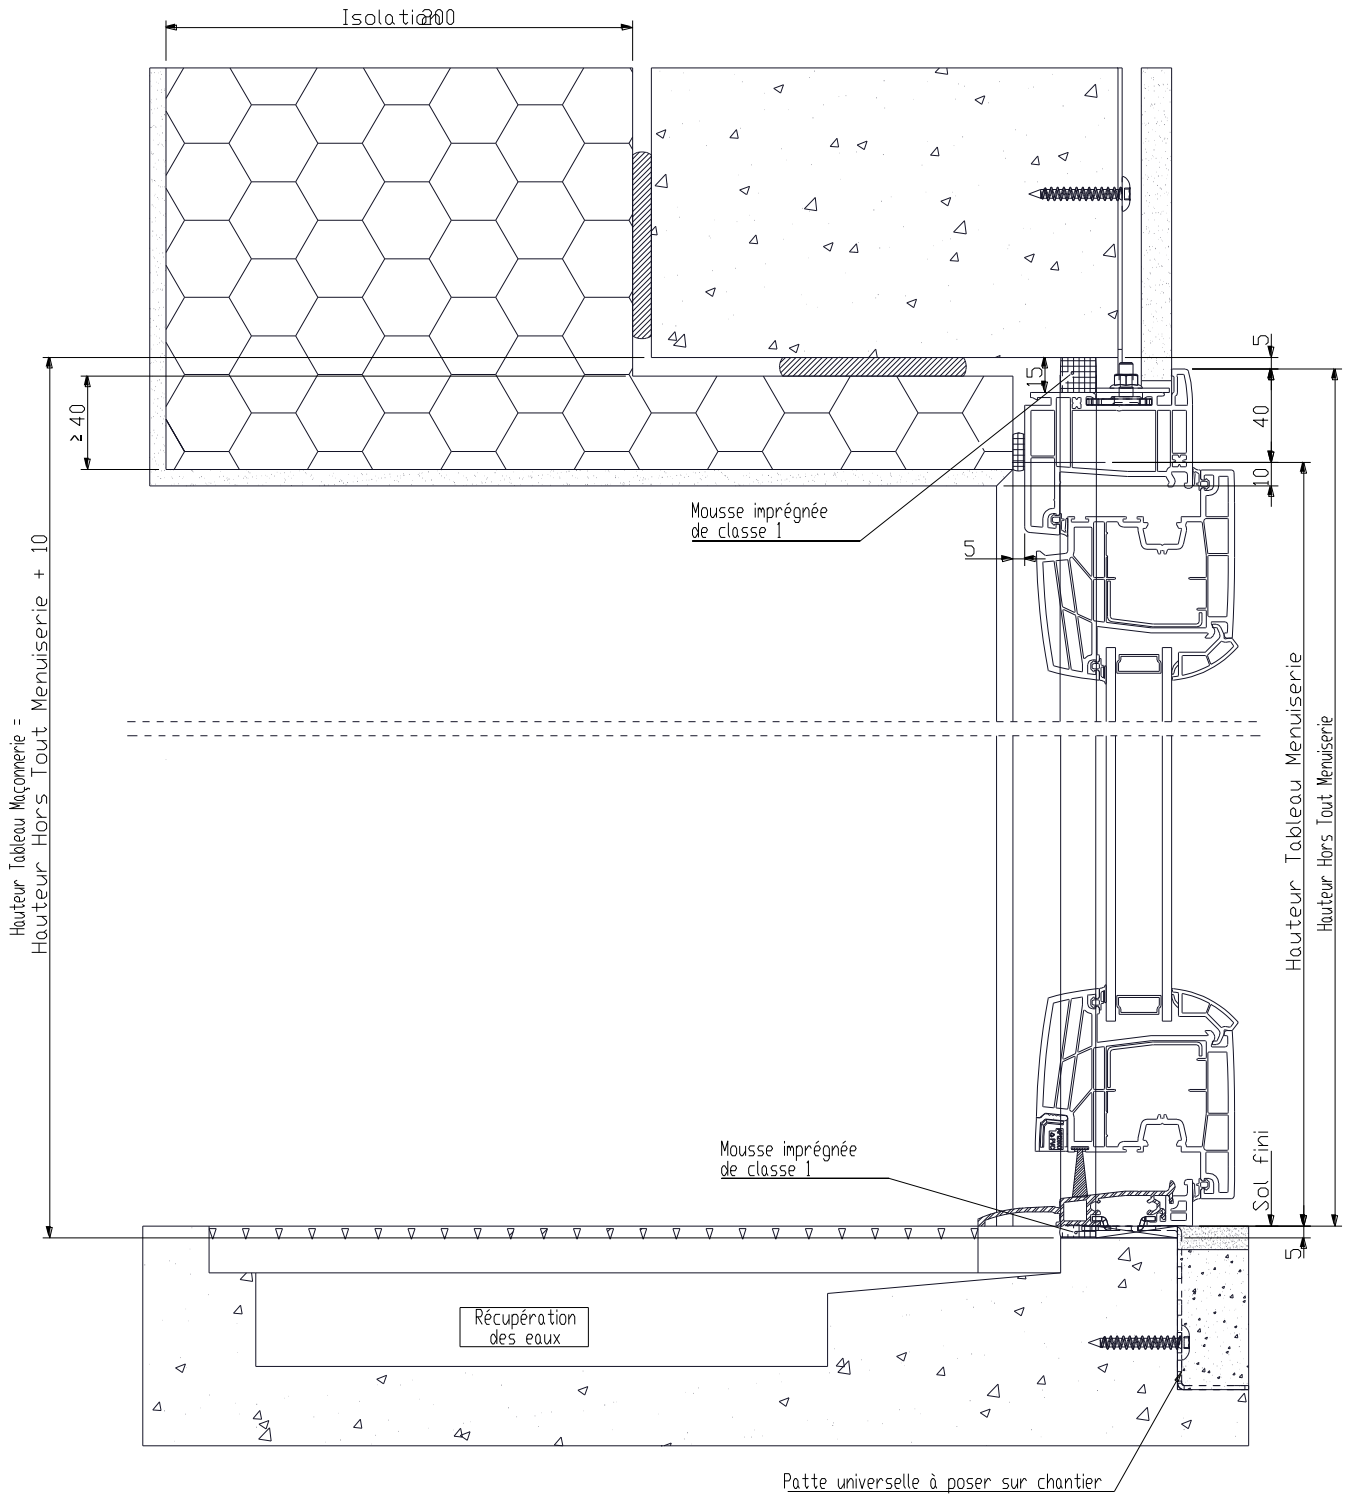 Isolation 200
5
15
40
≥ 40
10
Mousse imprégnée
de classe 1
5
Hauteur Tableau Maçonnerie =
Hauteur Hors Tout Menuiserie + 10
Hauteur Tableau Menuiserie
Hauteur Hors Tout Menuiserie
Mousse imprégnée
de classe 1
Sol fini
5
Récupération
des eaux
Patte universelle à poser sur chantier